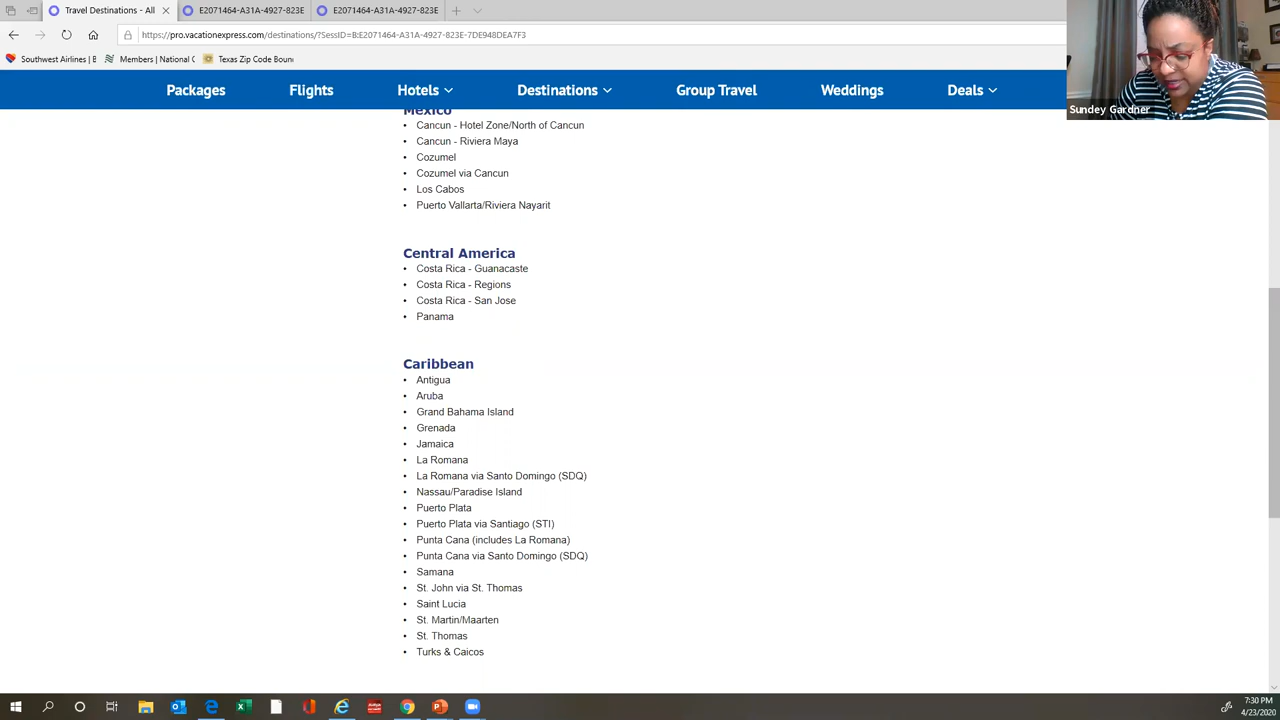 Travel Destinations - All
E2071464-A31A-4927-823E
E2071464-A31A-4927-823E
https://pro.vacationexpress.com/destinations/?SessID=B:E2071464-A31A-4927-823E-7DE948DEA7F3
Southwest Airlines | B
Members | National C
Texas Zip Code Boun
Packages
Flights
Hotels
Destinations
Group Travel
Weddings
Deals
Sundey Gardner
Mexico
• Cancun - Hotel Zone/North of Cancun
• Cancun - Riviera Maya
• Cozumel
• Cozumel via Cancun
• Los Cabos
• Puerto Vallarta/Riviera Nayarit
Central America
• Costa Rica - Guanacaste
• Costa Rica - Regions
• Costa Rica - San Jose
• Panama
Caribbean
• Antigua
• Aruba
• Grand Bahama Island
• Grenada
• Jamaica
• La Romana
• La Romana via Santo Domingo (SDQ)
• Nassau/Paradise Island
• Puerto Plata
• Puerto Plata via Santiago (STI)
• Punta Cana (includes La Romana)
• Punta Cana via Santo Domingo (SDQ)
• Samana
• St. John via St. Thomas
• Saint Lucia
• St. Martin/Maarten
• St. Thomas
• Turks & Caicos
7:30 PM
4/23/2020